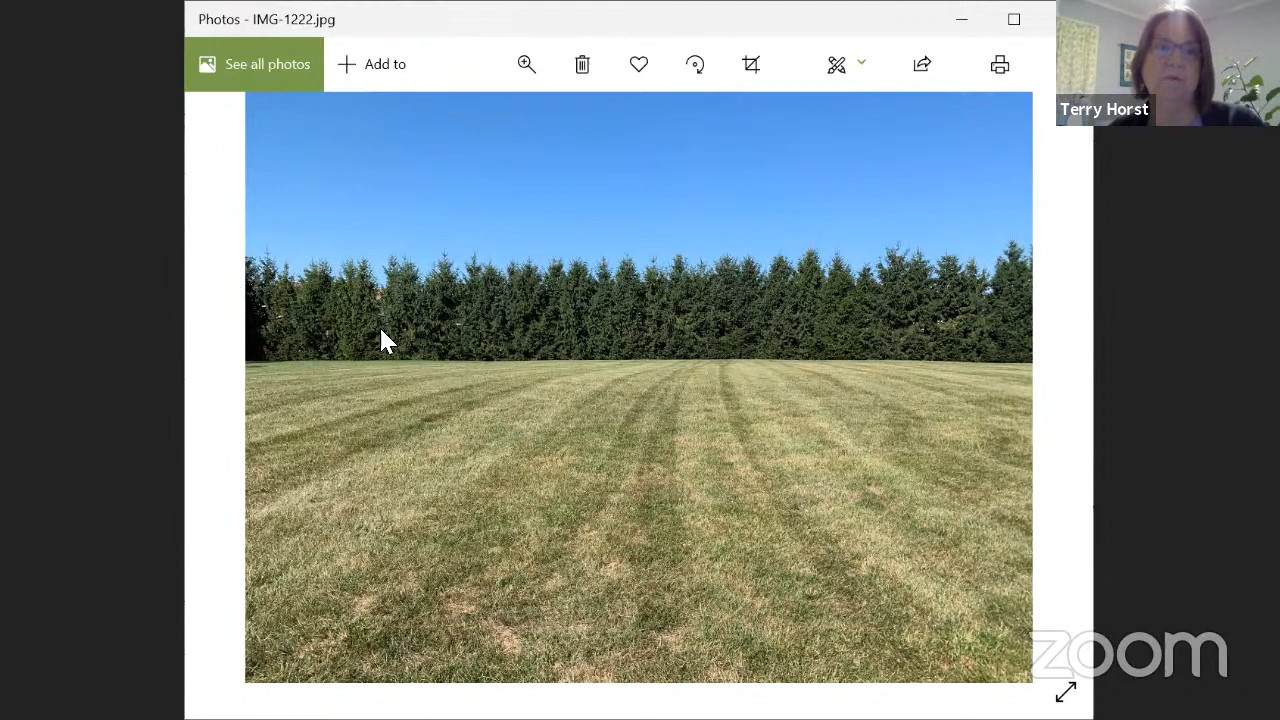 Photos - IMG-1222.jpg
See all photos
Add to
Terry Horst
zoom